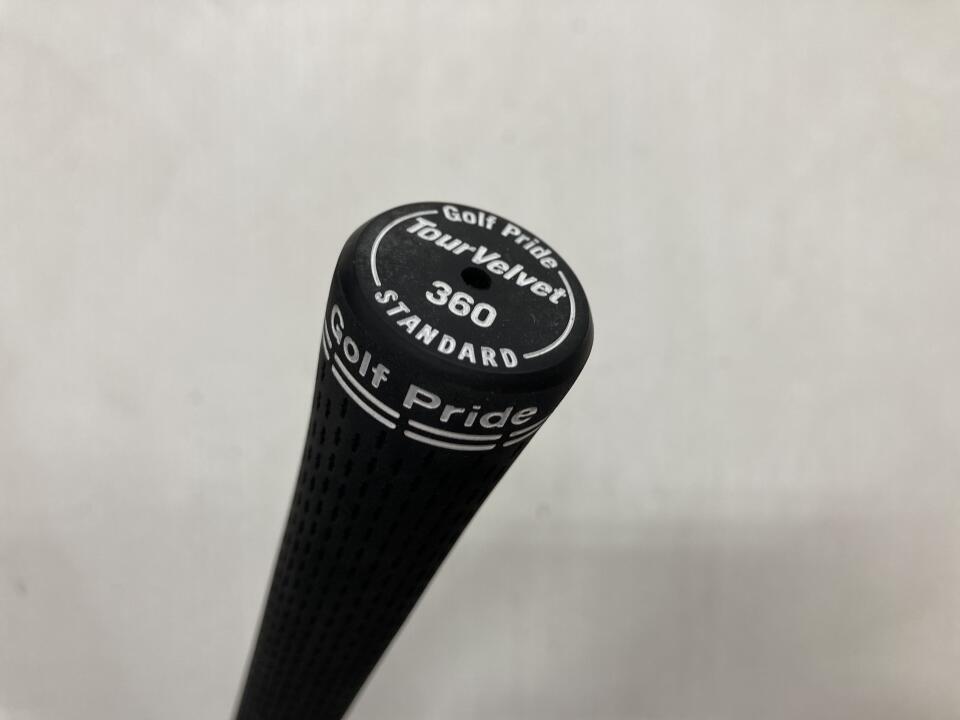 Golf Pride
TourVelvet
360
STANDARD
Golf Pride